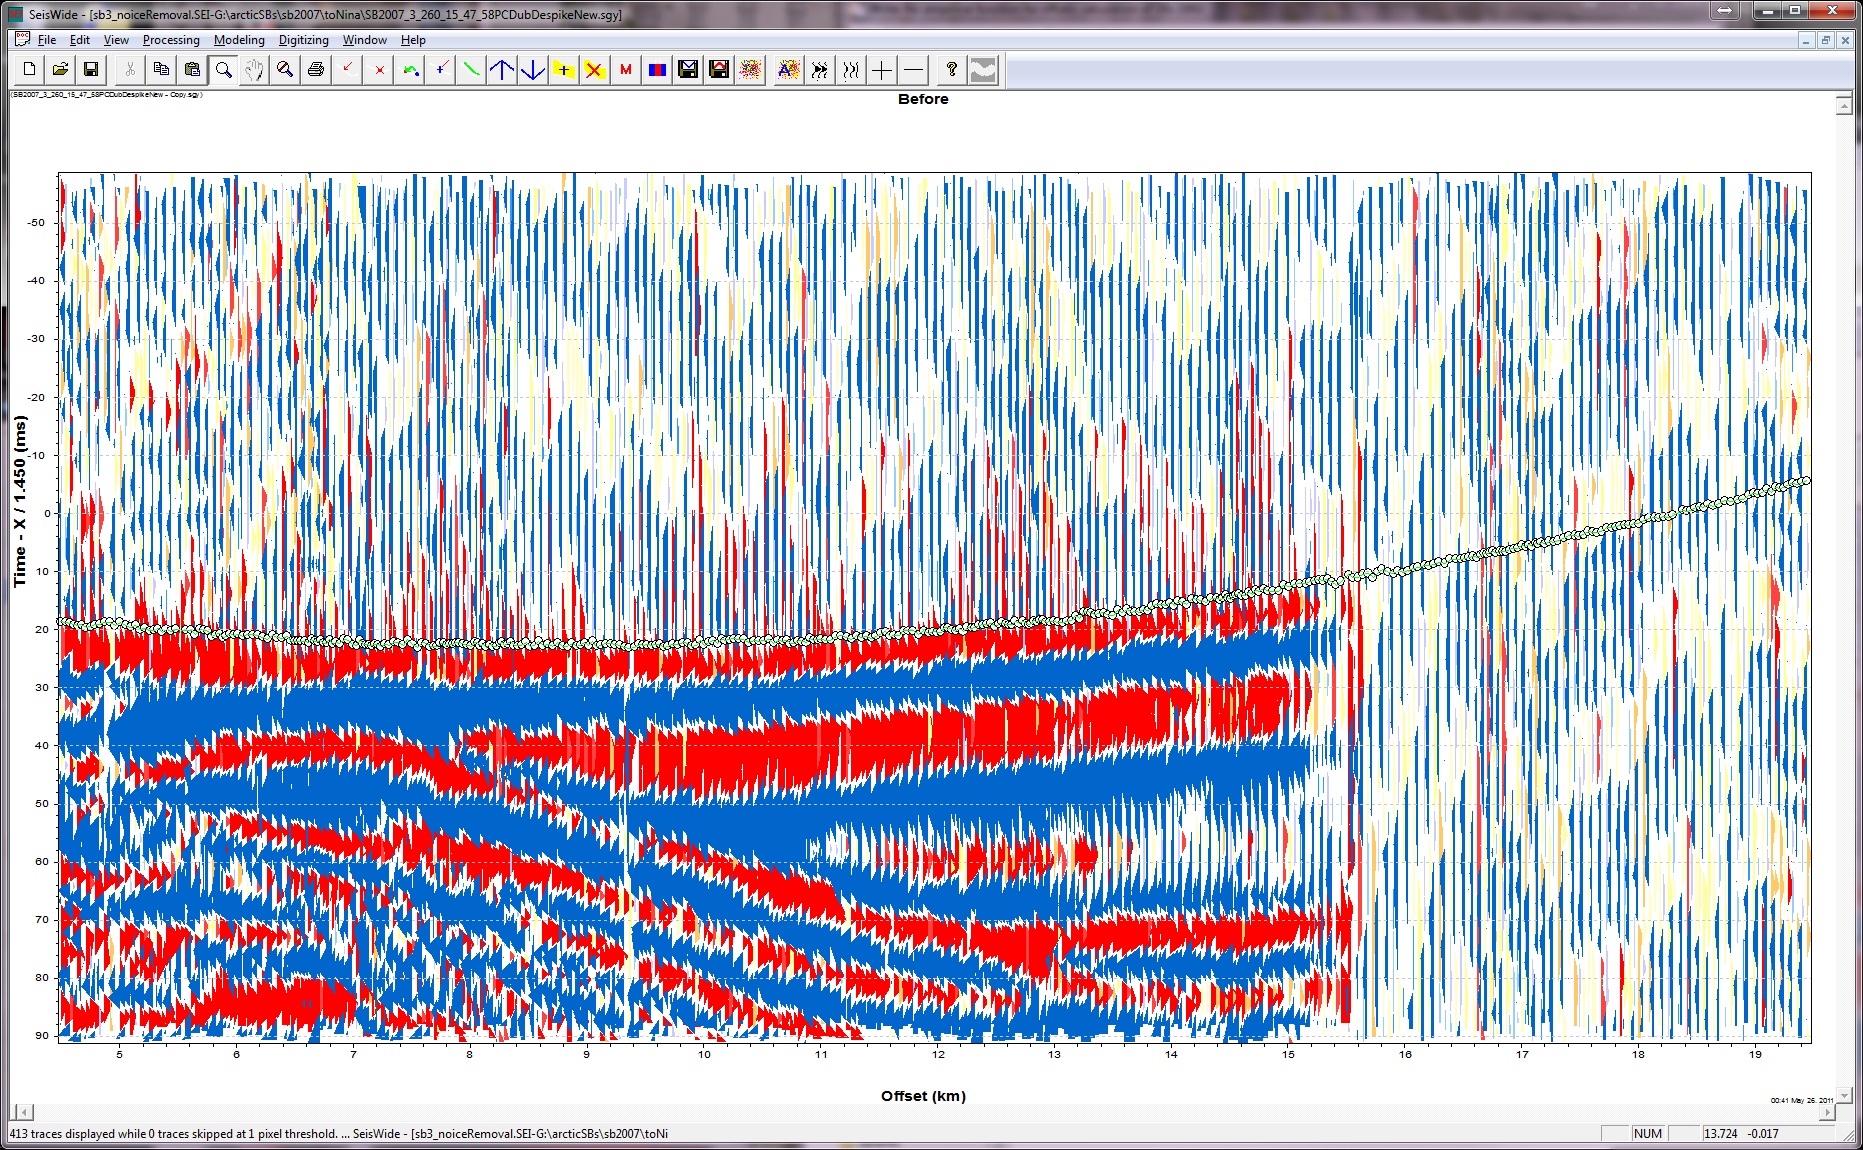 SeisWide - [sb3_noiceRemoval.SEI-G:\arcticSBs\sb2007\toNina\SB2007_3_260_15_47_58PCDubDespikeNew.sgy]
File Edit View Processing Modeling Digitizing Window Help
M A ?
(SB2007_3_260_15_47_58PCDubDespikeNew - Copy.sgy)
Before
Time - X / 1.450 (ms)
-50
-40
-30
-20
-10
0
10
20
30
40
50
60
70
80
90
5 6 7 8 9 10 11 12 13 14 15 16 17 18 19
Offset (km)
00:41 May 26, 2011
413 traces displayed while 0 traces skipped at 1 pixel threshold. ... SeisWide - [sb3_noiceRemoval.SEI-G:\arcticSBs\sb2007\toNi NUM 13.724 -0.017